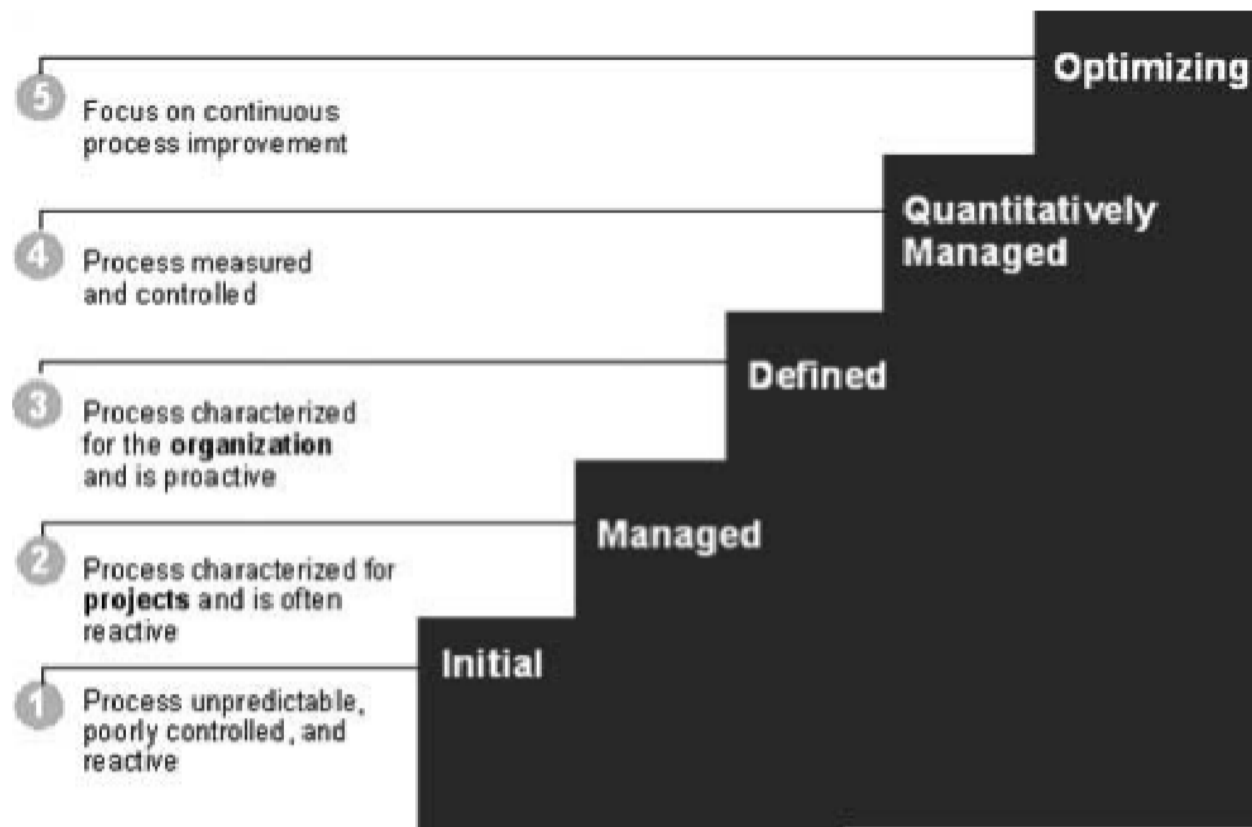 Optimizing
5
Focus on continuous
process improvement
Quantitatively
Managed
4
Process measured
and controlled
Defined
3
Process characterized
for the organization
and is proactive
Managed
2
Process characterized for
projects and is often
reactive
Initial
1
Process unpredictable,
poorly controlled, and
reactive